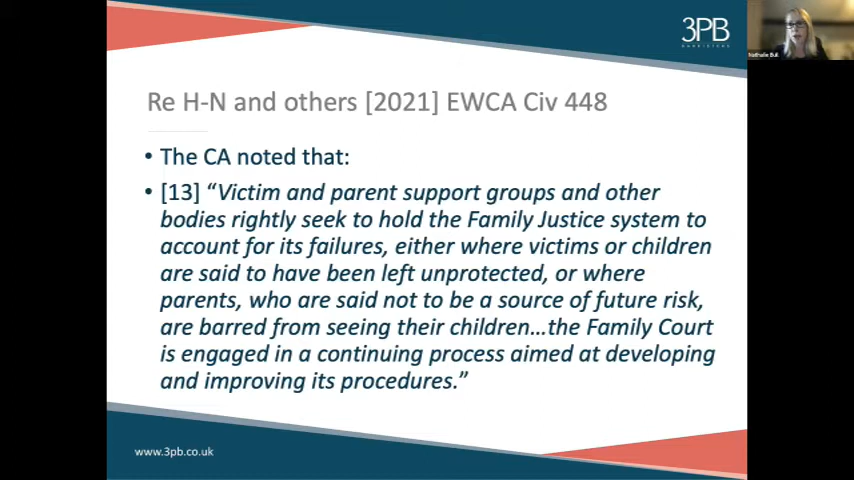 3PB
BARRISTERS
Nathalie Bull
Re H-N and others [2021] EWCA Civ 448
• The CA noted that:
• [13] “Victim and parent support groups and other
bodies rightly seek to hold the Family Justice system to
account for its failures, either where victims or children
are said to have been left unprotected, or where
parents, who are said not to be a source of future risk,
are barred from seeing their children…the Family Court
is engaged in a continuing process aimed at developing
and improving its procedures.”
www.3pb.co.uk